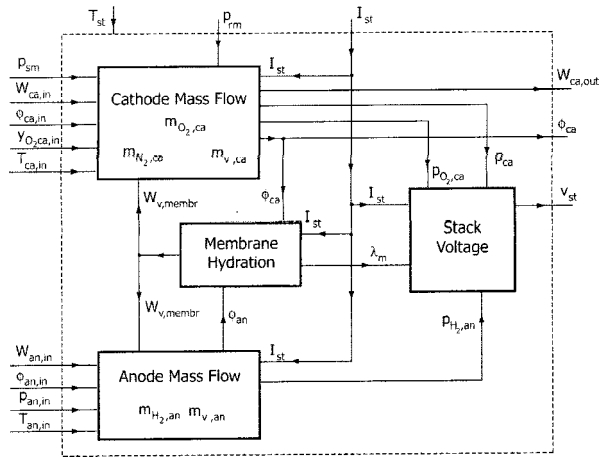 T_st
p_rm
I_st
p_sm
W_ca,in
φ_ca,in
y_O₂ca,in
T_ca,in
Cathode Mass Flow
m_O₂,ca
m_N₂,ca
m_v,ca
I_st
W_ca,out
φ_ca
p_O₂,ca
p_ca
φ_ca
W_v,membr
I_st
I_st
Membrane
Hydration
λ_m
Stack
Voltage
v_st
W_v,membr
φ_an
p_H₂,an
I_st
W_an,in
φ_an,in
p_an,in
T_an,in
Anode Mass Flow
m_H₂,an
m_v,an